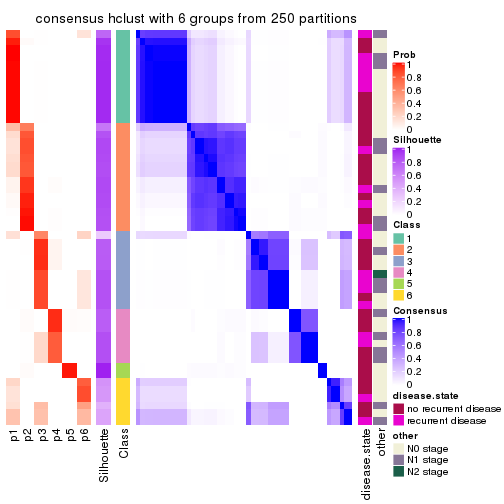 consensus hclust with 6 groups from 250 partitions
Prob
1
0.8
0.6
0.4
0.2
0
Silhouette
1
0.8
0.6
0.4
0.2
0
Class
1
2
3
4
5
6
Consensus
1
0.8
0.6
0.4
0.2
0
disease.state
no recurrent disease
recurrent disease
other
N0 stage
N1 stage
N2 stage
p1
p2
p3
p4
p5
p6
Silhouette
Class
disease.state
other